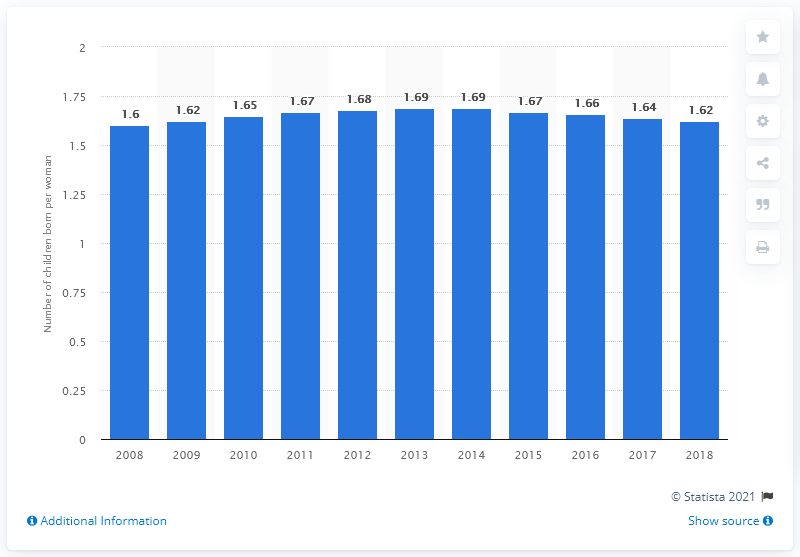 2
1.75
1.5
1.25
1
0.75
0.5
0.25
0
Number of children born per woman
1.6 1.62 1.65 1.67 1.68 1.69 1.69 1.67 1.66 1.64 1.62
2008 2009 2010 2011 2012 2013 2014 2015 2016 2017 2018
© Statista 2021
Additional Information
Show source